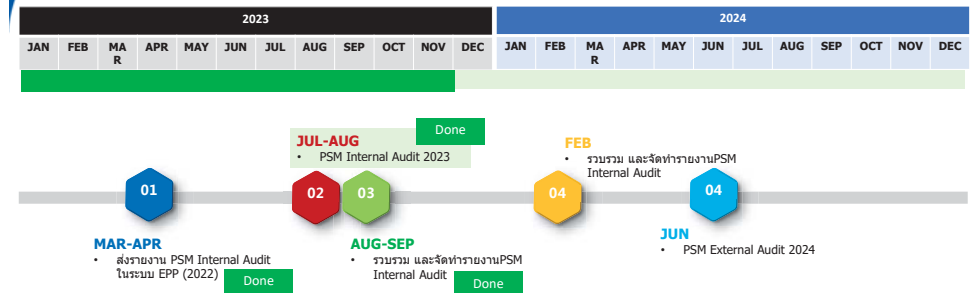 2023
2024
JAN FEB MA APR MAY JUN JUL AUG SEP OCT NOV DEC JAN FEB MA APR MAY JUN JUL AUG SEP OCT NOV DEC
R R
Done
JUL-AUG
• PSM Internal Audit 2023
FEB
• รวบรวม และจัดทำรายงานPSM
Internal Audit
01
02
03
04
04
MAR-APR
• ส่งรายงาน PSM Internal Audit
ในระบบ EPP (2022)
Done
AUG-SEP
• รวบรวม และจัดทำรายงานPSM
Internal Audit
Done
JUN
• PSM External Audit 2024